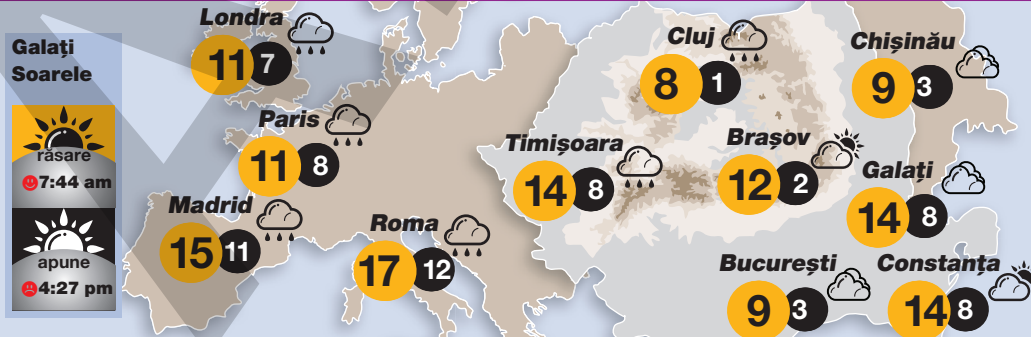 Galați
Soarele
răsare
7:44 am
apune
4:27 pm
Londra
11 7
Paris
11 8
Madrid
15 11
Roma
17 12
Cluj
8 1
Chișinău
9 3
Timișoara
14 8
Brașov
12 2
Galați
14 8
București
9 3
Constanța
14 8